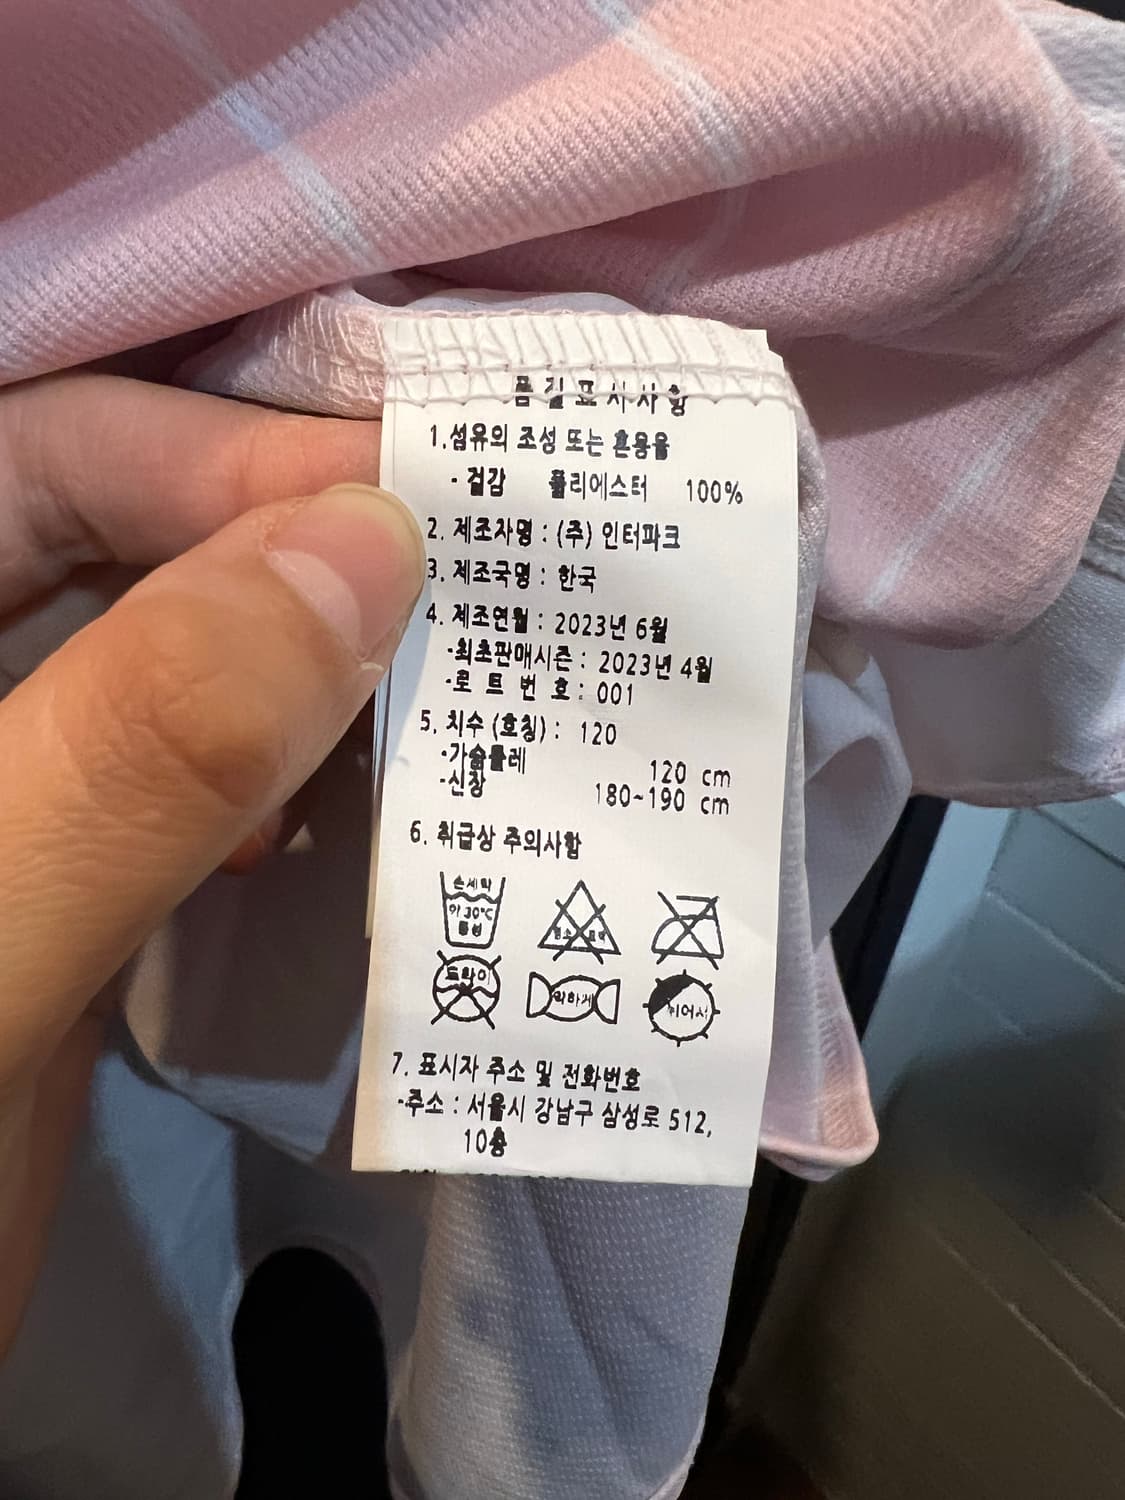 품질표시사항
1.섬유의 조성 또는 혼용율
-겉감 폴리에스터 100%
2. 제조자명 : (주) 인터파크
3. 제조국명 : 한국
4. 제조연월 : 2023년 6월
-최초판매시즌 : 2023년 4월
-로 트 번 호 : 001
5. 치수 (호칭) : 120
-가슴둘레 120 cm
-신장 180~190 cm
6. 취급상 주의사항
손세탁
약 30℃
중성
드라이
약하게
뉘어서
7. 표시자 주소 및 전화번호
-주소 : 서울시 강남구 삼성로 512,
10층